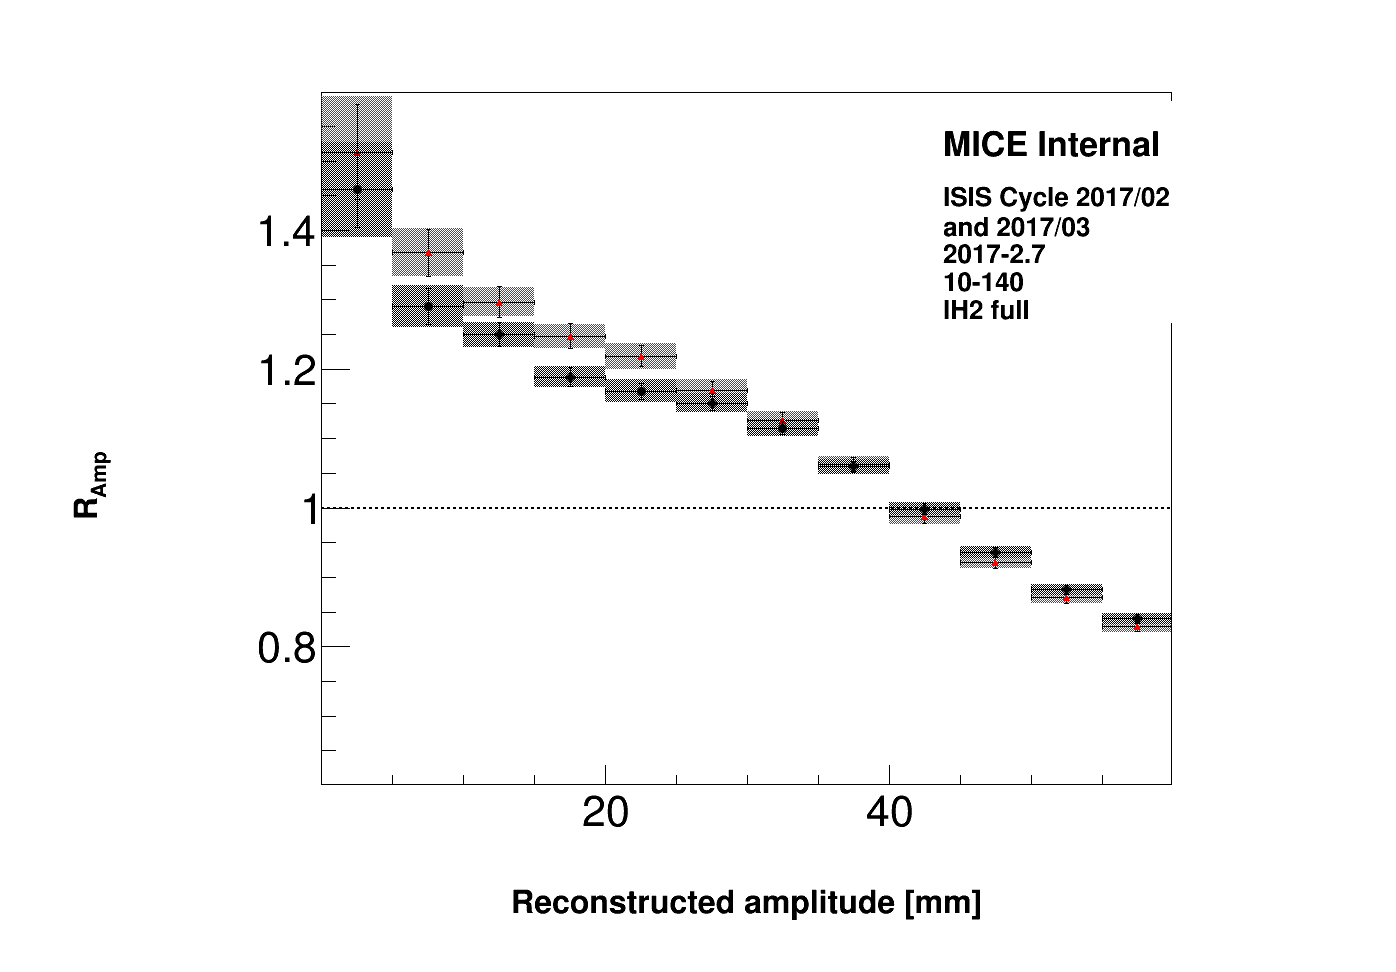 MICE Internal
ISIS Cycle 2017/02
and 2017/03
2017-2.7
10-140
IH2 full
1.4
1.2
1
0.8
R_Amp
20 40
Reconstructed amplitude [mm]